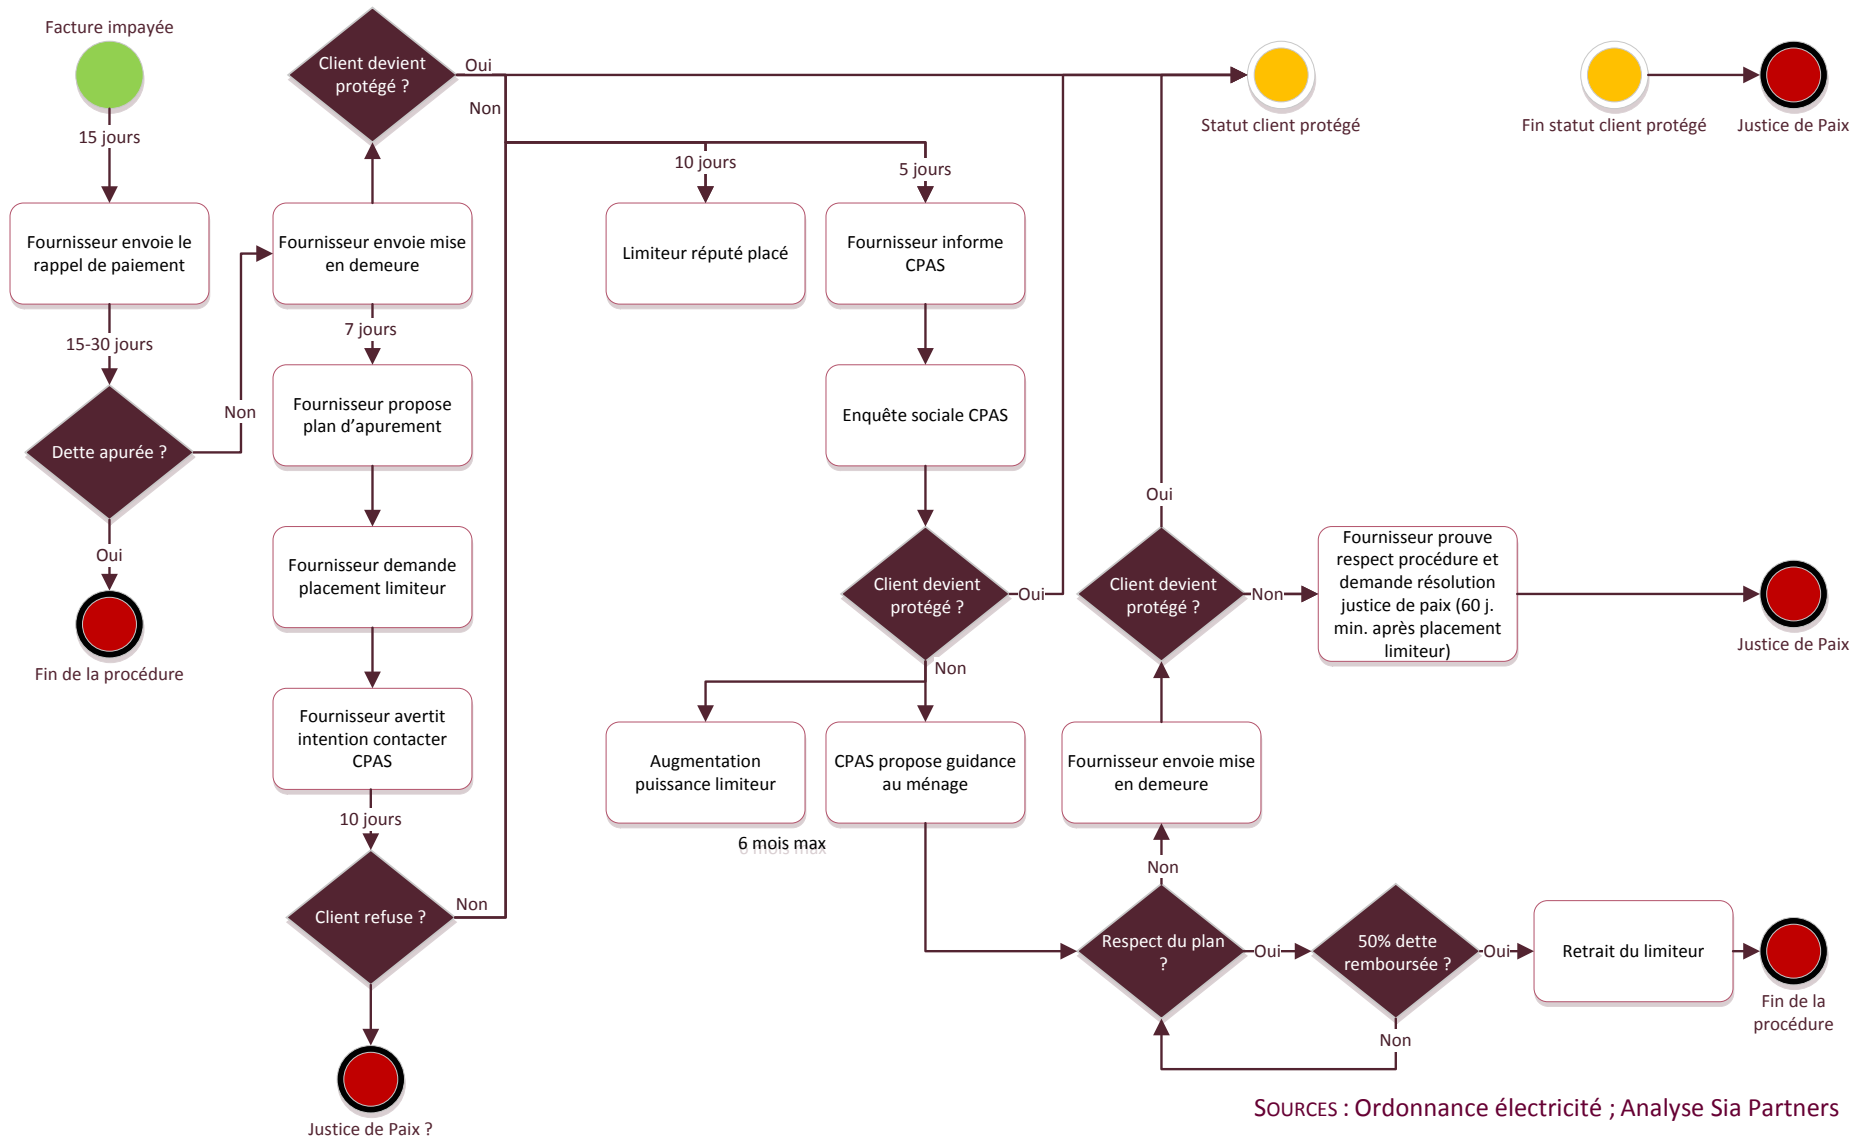 Facture impayée
15 jours
Fournisseur envoie le
rappel de paiement
15-30 jours
Dette apurée ?
Non
Oui
Fin de la procédure
Client devient
protégé ?
Oui
Non
Fournisseur envoie mise
en demeure
7 jours
Fournisseur propose
plan d'apurement
Fournisseur demande
placement limiteur
Fournisseur avertit
intention contacter
CPAS
10 jours
Client refuse ?
Non
Justice de Paix ?
10 jours
Limiteur réputé placé
5 jours
Fournisseur informe
CPAS
Enquête sociale CPAS
Client devient
protégé ?
Oui
Non
Augmentation
puissance limiteur
6 mois max
CPAS propose guidance
au ménage
Respect du plan
?
Non
Oui
Fournisseur envoie mise
en demeure
Client devient
protégé ?
Oui
Non
Fournisseur prouve
respect procédure et
demande résolution
justice de paix (60 j.
min. après placement
limiteur)
Justice de Paix
50% dette
remboursée ?
Oui
Non
Retrait du limiteur
Fin de la
procédure
Statut client protégé
Fin statut client protégé
Justice de Paix
SOURCES : Ordonnance électricité ; Analyse Sia Partners